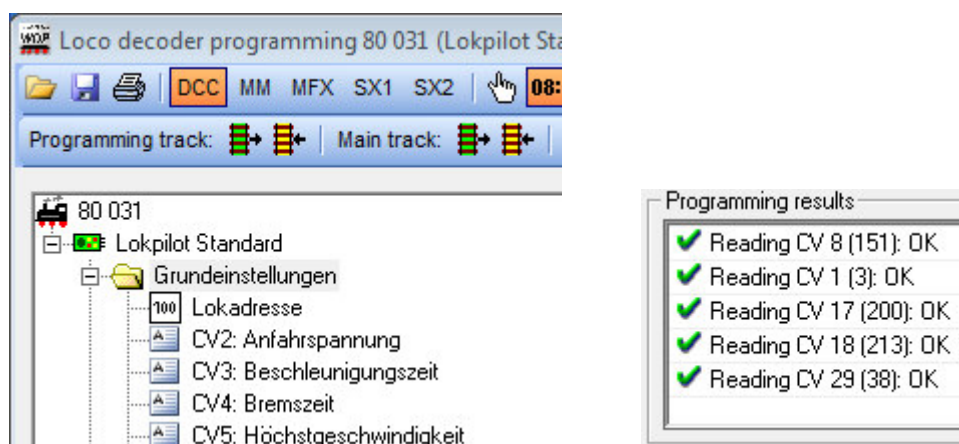 Loco decoder programming 80 031 (Lokpilot Sta
DCC MM MFX SX1 SX2 08:
Programming track: Main track:
80 031
Lokpilot Standard
Grundeinstellungen
100 Lokadresse
CV2: Anfahrspannung
CV3: Beschleunigungszeit
CV4: Bremszeit
CV5: Höchstgeschwindigkeit
Programming results
Reading CV 8 (151): OK
Reading CV 1 (3): OK
Reading CV 17 (200): OK
Reading CV 18 (213): OK
Reading CV 29 (38): OK